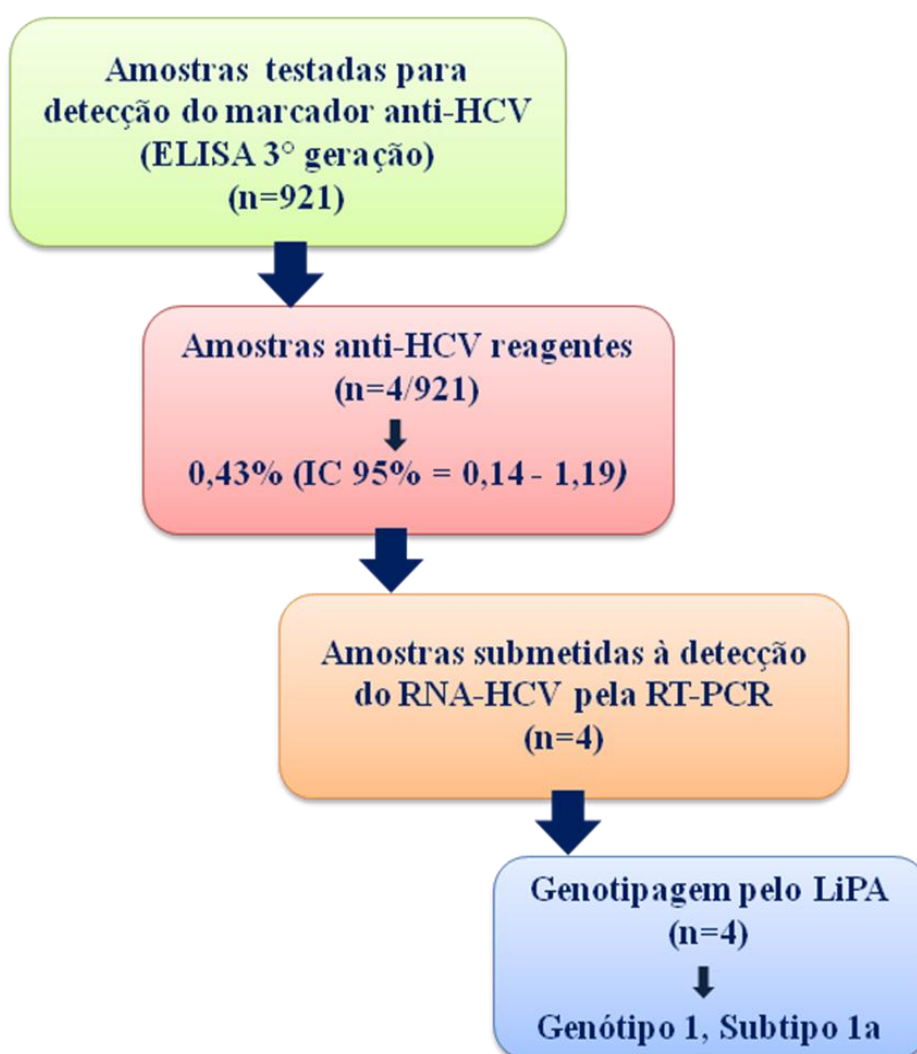 Amostras testadas para
detecção do marcador anti-HCV
(ELISA 3° geração)
(n=921)
Amostras anti-HCV reagentes
(n=4/921)
0,43% (IC 95% = 0,14 - 1,19)
Amostras submetidas à detecção
do RNA-HCV pela RT-PCR
(n=4)
Genotipagem pelo LiPA
(n=4)
Genótipo 1, Subtipo 1a